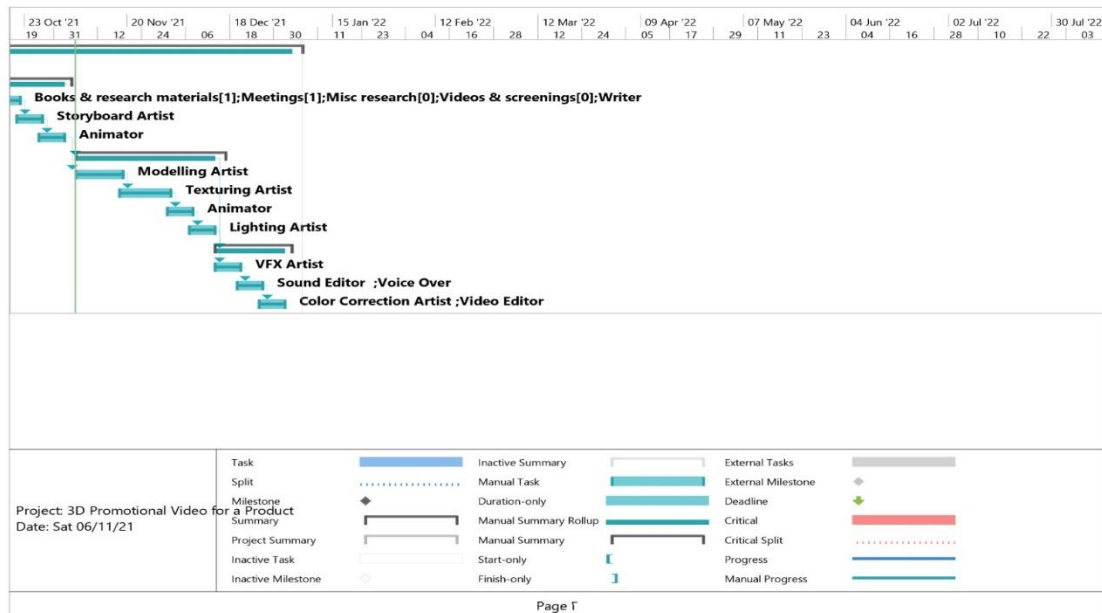 23 Oct '21 20 Nov '21 18 Dec '21 15 Jan '22 12 Feb '22 12 Mar '22 09 Apr '22 07 May '22 04 Jun '22 02 Jul '22 30 Jul '22
19 31 12 24 06 18 30 11 23 04 16 28 12 24 05 17 29 11 23 04 16 28 10 22 03
Books & research materials[1];Meetings[1];Misc research[0];Videos & screenings[0];Writer
Storyboard Artist
Animator
Modelling Artist
Texturing Artist
Animator
Lighting Artist
VFX Artist
Sound Editor ;Voice Over
Color Correction Artist ;Video Editor
Project: 3D Promotional Video for a Product
Date: Sat 06/11/21
Task
Split
Milestone
Summary
Project Summary
Inactive Task
Inactive Milestone
Inactive Summary
Manual Task
Duration-only
Manual Summary Rollup
Manual Summary
Start-only
Finish-only
External Tasks
External Milestone
Deadline
Critical
Critical Split
Progress
Manual Progress
Page